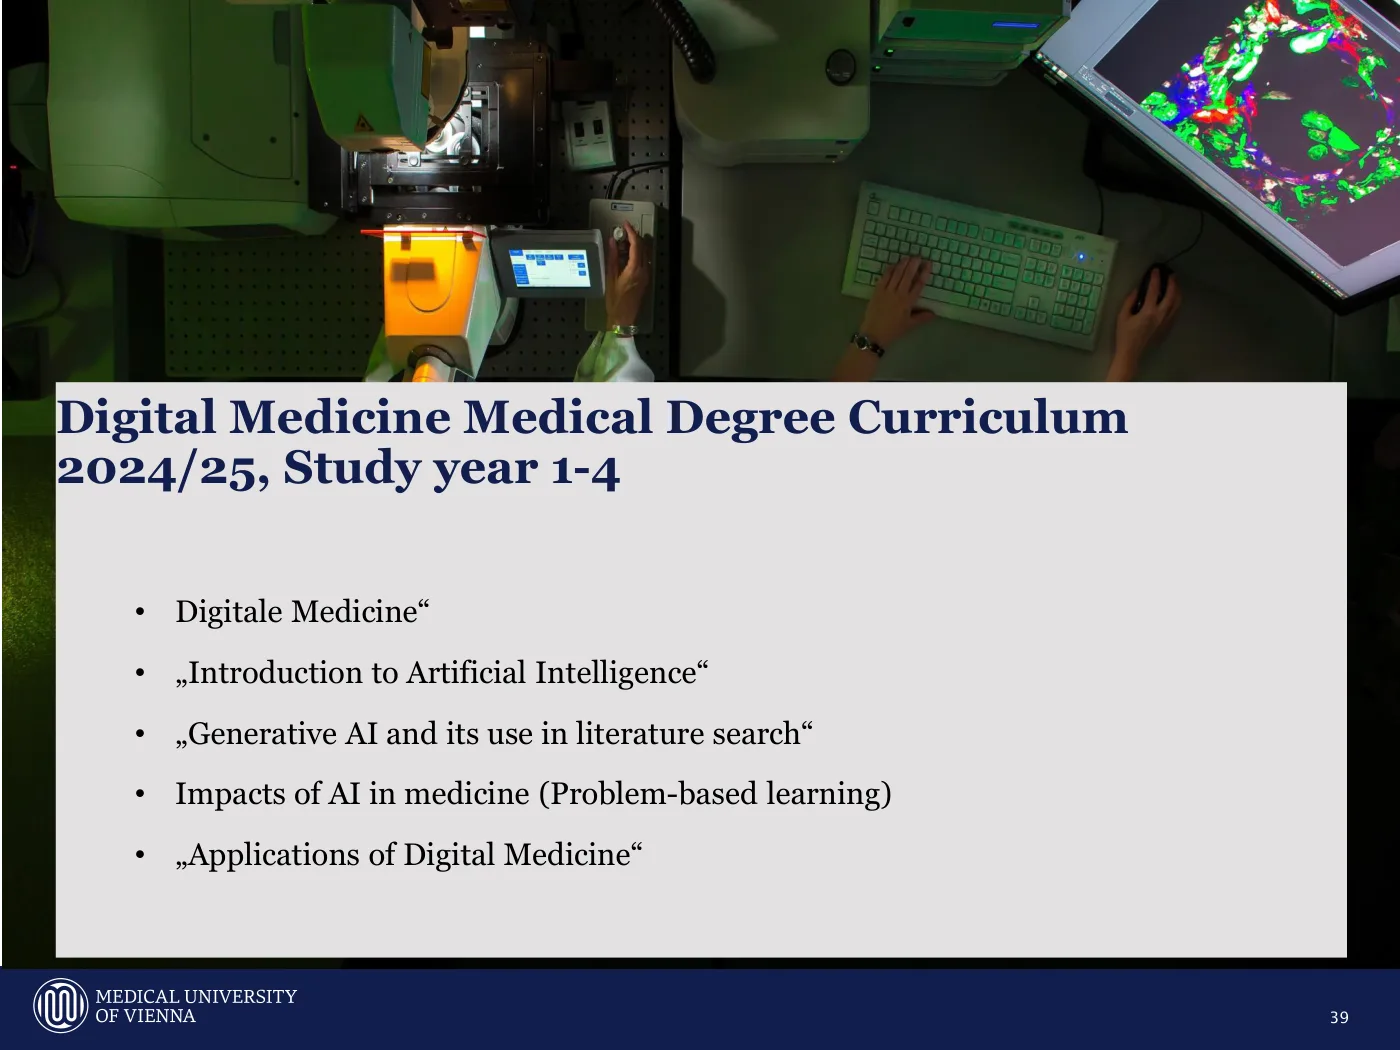 Digital Medicine Medical Degree Curriculum
2024/25, Study year 1-4
• Digitale Medicine“
• „Introduction to Artificial Intelligence“
• „Generative AI and its use in literature search“
• Impacts of AI in medicine (Problem-based learning)
• „Applications of Digital Medicine“
MEDICAL UNIVERSITY
OF VIENNA
39